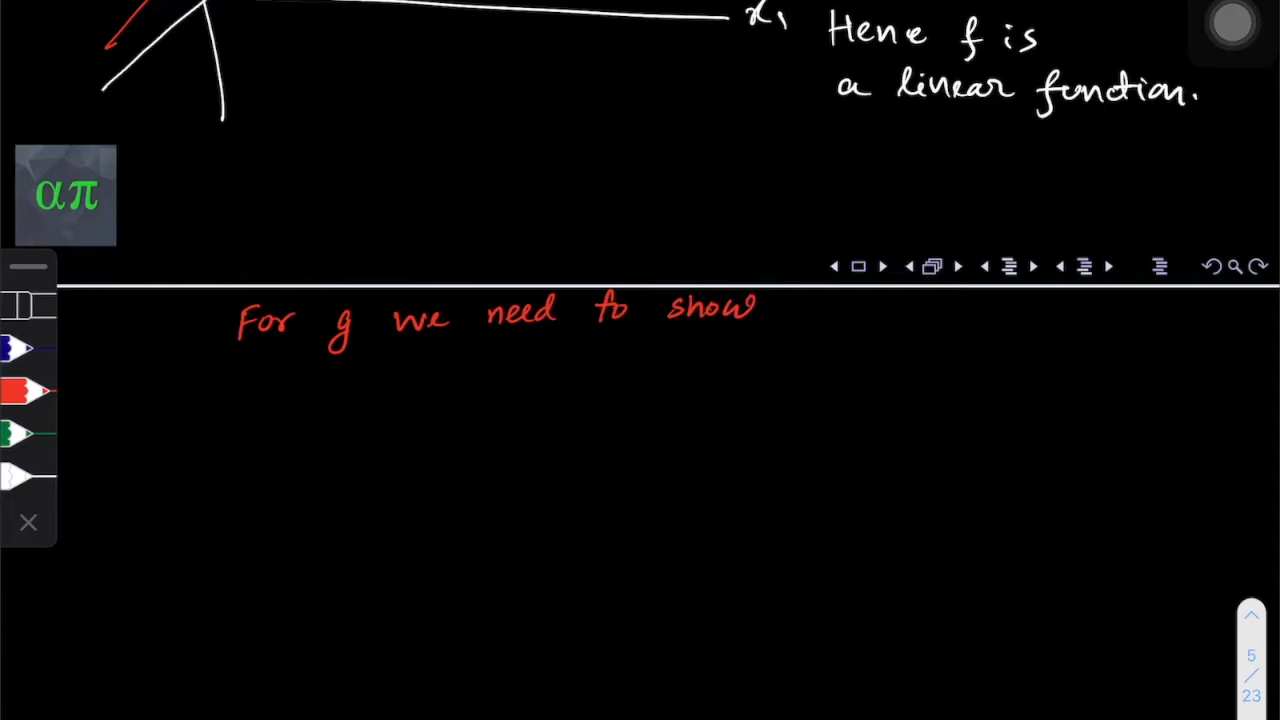 x₁
Hence f is
a linear function.
απ
For g we need to show
5
/
23